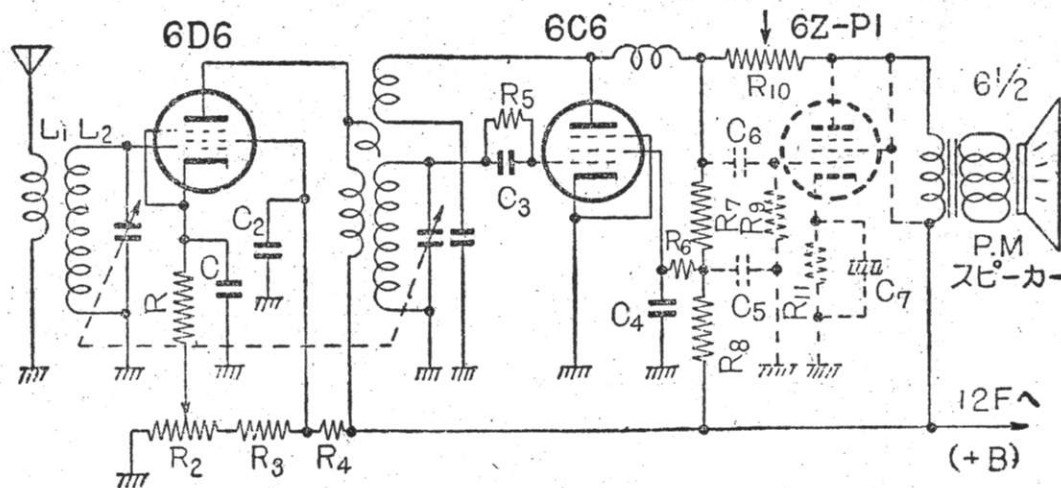 6D6
6C6
6Z-P1
L1 L2
R5
R10
6½
C6
C3
C2
R7
R9
C
R
R6
C4
C5
R8
R11
C7
P.M
スピーカー
R2
R3
R4
12Fへ
(+B)